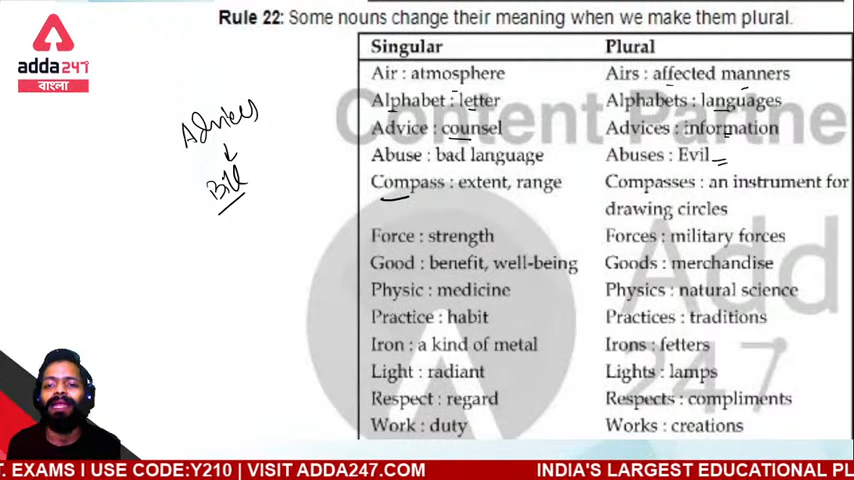 Rule 22: Some nouns change their meaning when we make them plural.
adda247
বাংলা
Advices
Bill
Singular Plural
Air : atmosphere Airs : affected manners
Alphabet : letter Alphabets : languages
Advice : counsel Advices : information
Abuse : bad language Abuses : Evil
Compass : extent, range Compasses : an instrument for
drawing circles
Force : strength Forces : military forces
Good : benefit, well-being Goods : merchandise
Physic : medicine Physics : natural science
Practice : habit Practices : traditions
Iron : a kind of metal Irons : fetters
Light : radiant Lights : lamps
Respect : regard Respects : compliments
Work : duty Works : creations
Content Partne
Add
247
T. EXAMS I USE CODE:Y210 | VISIT ADDA247.COM INDIA'S LARGEST EDUCATIONAL PL